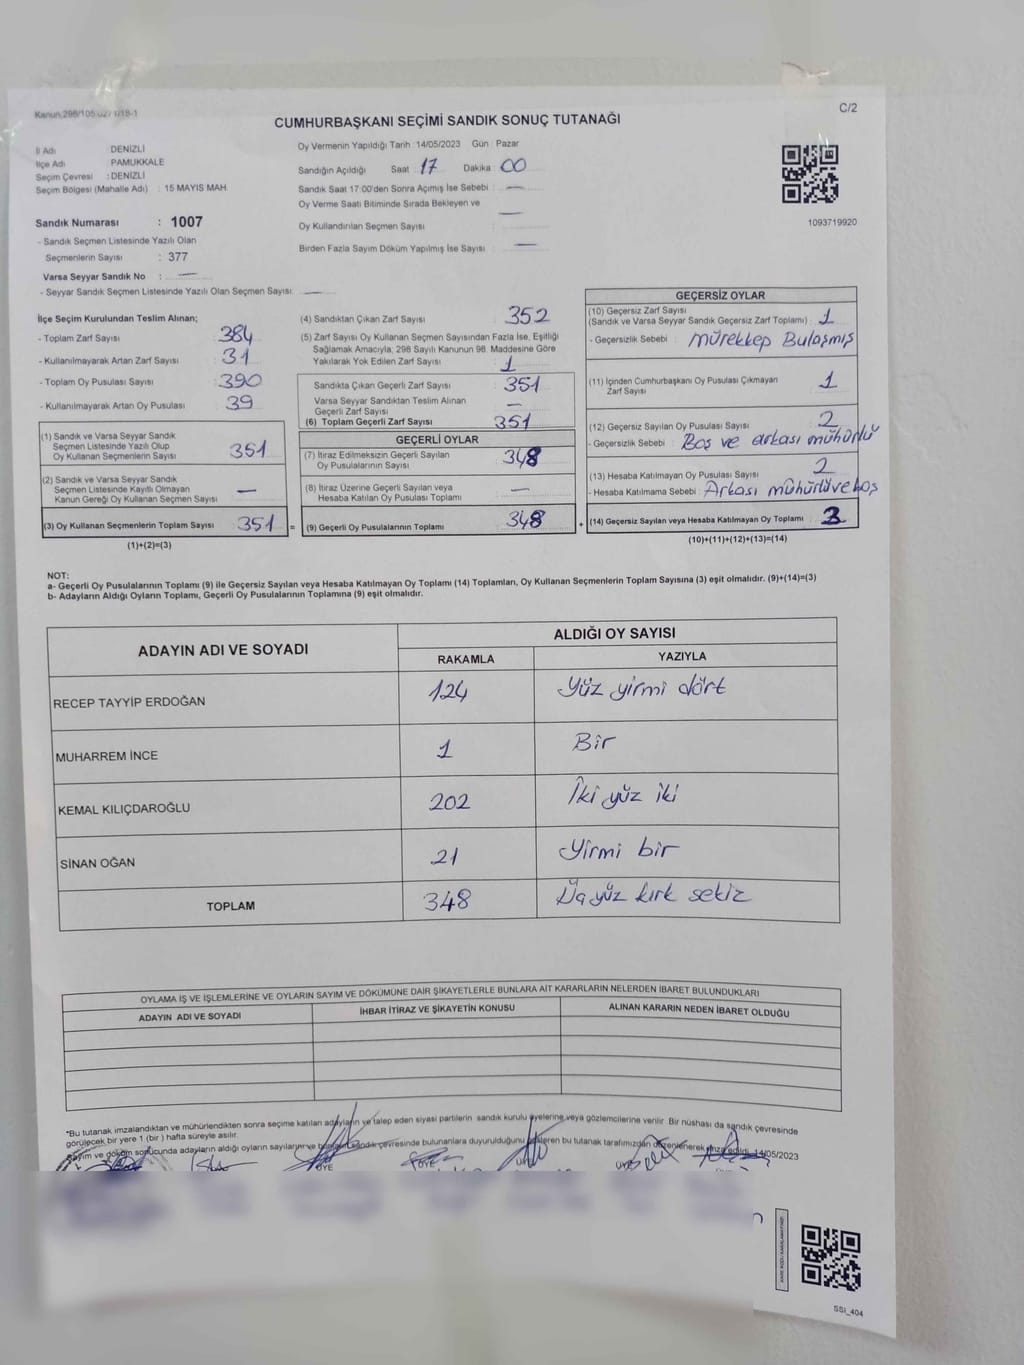 Kanun:298/105
C/2
CUMHURBAŞKANI SEÇİMİ SANDIK SONUÇ TUTANAĞI
İl Adı : DENİZLİ
İlçe Adı : PAMUKKALE
Seçim Çevresi : DENİZLİ
Seçim Bölgesi (Mahalle Adı) : 15 MAYIS MAH
Sandık Numarası : 1007
- Sandık Seçmen Listesinde Yazılı Olan
Seçmenlerin Sayısı : 377
Varsa Seyyar Sandık No : —
- Seyyar Sandık Seçmen Listesinde Yazılı Olan Seçmen Sayısı : —
Oy Vermenin Yapıldığı Tarih :14/05/2023 Gün : Pazar
Sandığın Açıldığı Saat : 17 Dakika : 00
Sandık Saat 17:00'den Sonra Açımış İse Sebebi : —
Oy Verme Saati Bitiminde Sırada Bekleyen ve —
Oy Kullandırılan Seçmen Sayısı :
Birden Fazla Sayım Döküm Yapılmış İse Sayısı : —
1093719920
İlçe Seçim Kurulundan Teslim Alınan;
- Toplam Zarf Sayısı : 384
- Kullanılmayarak Artan Zarf Sayısı : 31
- Toplam Oy Pusulası Sayısı : 390
- Kullanılmayarak Artan Oy Pusulası : 39
(1) Sandık ve Varsa Seyyar Sandık
Seçmen Listesinde Yazılı Olup
Oy Kullanan Seçmenlerin Sayısı : 351
(2) Sandık ve Varsa Seyyar Sandık
Seçmen Listesinde Kayıtlı Olmayan
Kanun Gereği Oy Kullanan Seçmen Sayısı : —
(3) Oy Kullanan Seçmenlerin Toplam Sayısı : 351 =
(1)+(2)=(3)
(4) Sandıktan Çıkan Zarf Sayısı : 352
(5) Zarf Sayısı Oy Kullanan Seçmen Sayısından Fazla İse, Eşitliği
Sağlamak Amacıyla, 298 Sayılı Kanunun 98. Maddesine Göre
Yakılarak Yok Edilen Zarf Sayısı : 1
Sandıkta Çıkan Geçerli Zarf Sayısı : 351
Varsa Seyyar Sandıktan Teslim Alınan
Geçerli Zarf Sayısı : —
(6) Toplam Geçerli Zarf Sayısı : 351
GEÇERLİ OYLAR
(7) İtiraz Edilmeksizin Geçerli Sayılan
Oy Pusulalarının Sayısı : 348
(8) İtiraz Üzerine Geçerli Sayılan veya
Hesaba Katılan Oy Pusulası Toplamı : —
(9) Geçerli Oy Pusulalarının Toplamı : 348 +
GEÇERSİZ OYLAR
(10) Geçersiz Zarf Sayısı
(Sandık ve Varsa Seyyar Sandık Geçersiz Zarf Toplamı) : 1
- Geçersizlik Sebebi : Mürekkep Bulaşmış
(11) İçinden Cumhurbaşkanı Oy Pusulası Çıkmayan
Zarf Sayısı : 1
(12) Geçersiz Sayılan Oy Pusulası Sayısı : 2
- Geçersizlik Sebebi : Boş ve arkası mühürlü
(13) Hesaba Katılmayan Oy Pusulası Sayısı : 2
- Hesaba Katılmama Sebebi : Arkası mühürlü ve boş
(14) Geçersiz Sayılan veya Hesaba Katılmayan Oy Toplamı : 3
(10)+(11)+(12)+(13)=(14)
NOT:
a- Geçerli Oy Pusulalarının Toplamı (9) ile Geçersiz Sayılan veya Hesaba Katılmayan Oy Toplamı (14) Toplamları, Oy Kullanan Seçmenlerin Toplam Sayısına (3) eşit olmalıdır. (9)+(14)=(3)
b- Adayların Aldığı Oyların Toplamı, Geçerli Oy Pusulalarının Toplamına (9) eşit olmalıdır.
ADAYIN ADI VE SOYADI ALDIĞI OY SAYISI
RAKAMLA YAZIYLA
RECEP TAYYİP ERDOĞAN 124 Yüz yirmi dört
MUHARREM İNCE 1 Bir
KEMAL KILIÇDAROĞLU 202 İki yüz iki
SİNAN OĞAN 21 Yirmi bir
TOPLAM 348 Üçyüz kırk sekiz
OYLAMA İŞ VE İŞLEMLERİNE VE OYLARIN SAYIM VE DÖKÜMÜNE DAİR ŞİKAYETLERLE BUNLARA AİT KARARLARIN NELERDEN İBARET BULUNDUKLARI
ADAYIN ADI VE SOYADI İHBAR İTİRAZ VE ŞİKAYETİN KONUSU ALINAN KARARIN NEDEN İBARET OLDUĞU
*Bu tutanak imzalandıktan ve mühürlendikten sonra seçime katılan adayların ve talep eden siyasi partilerin sandık kurulu üyelerine veya gözlemcilerine verilir. Bir nüshası da sandık çevresinde
görülecek bir yere 1 (bir ) hafta süreyle asılır.
Sayım ve döküm sonucunda adayların aldığı oyların sayıları ve sandık çevresinde bulunanlara duyurulduğunu gösteren bu tutanak tarafımızdan düzenlenerek imza edildi. 14/05/2023
ÜYE
ÜYE
SSİ_404